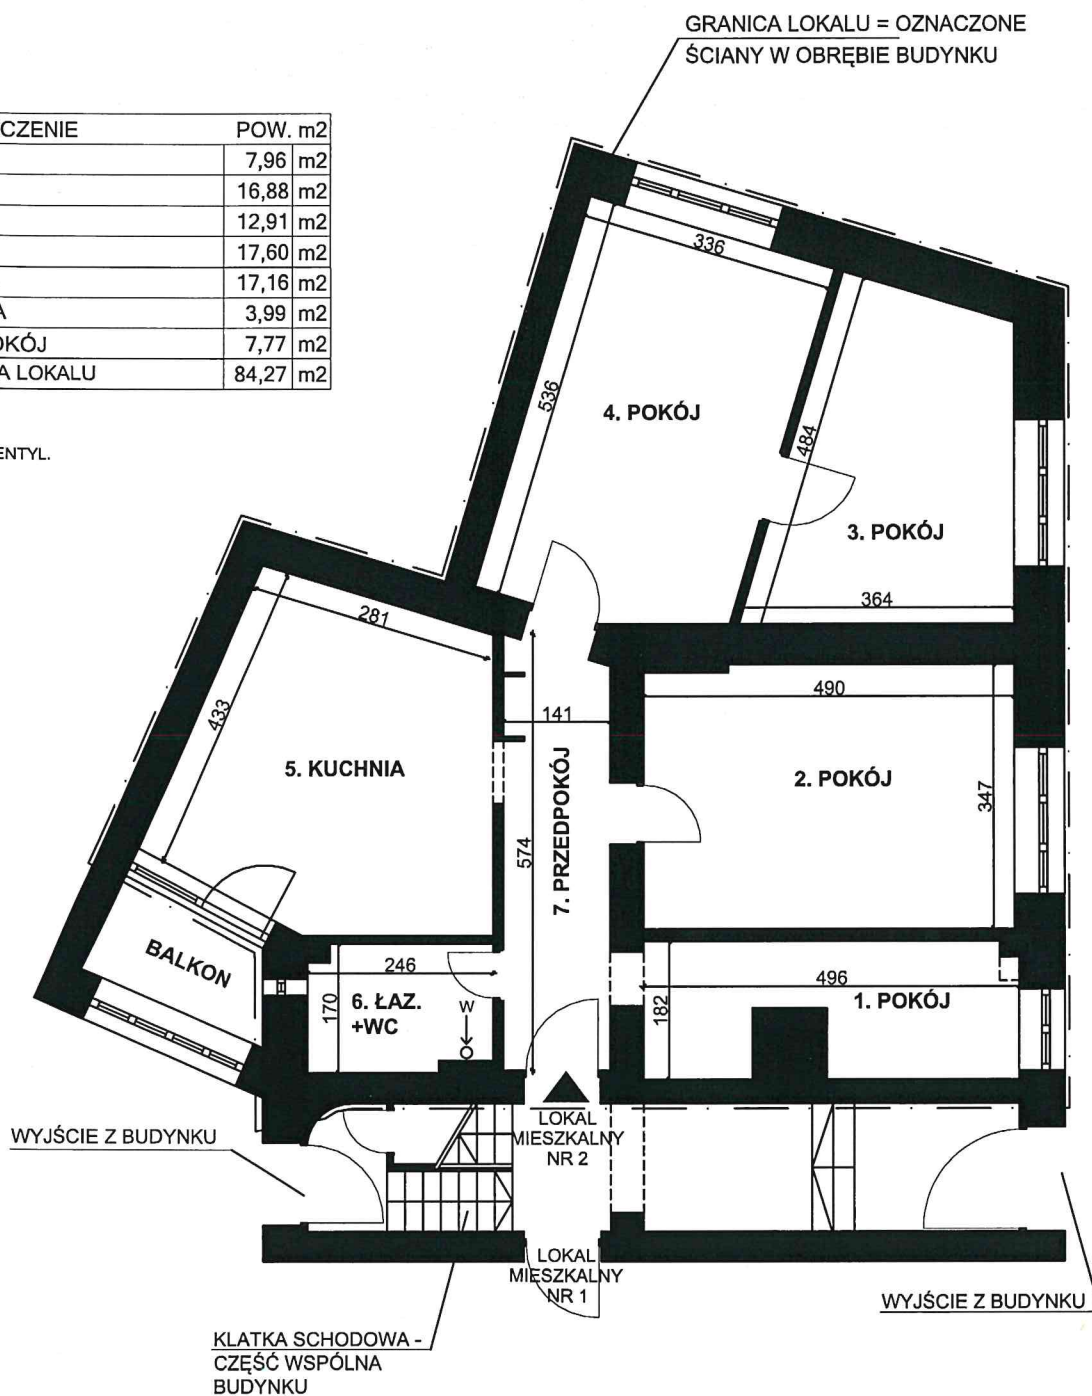 GRANICA LOKALU = OZNACZONE
ŚCIANY W OBRĘBIE BUDYNKU
CZENIE POW. m2
7,96 m2
16,88 m2
12,91 m2
17,60 m2
17,16 m2
A 3,99 m2
OKÓJ 7,77 m2
A LOKALU 84,27 m2
ENTYL.
336
536
4. POKÓJ
484
3. POKÓJ
364
281
433
5. KUCHNIA
141
574
7. PRZEDPOKÓJ
490
2. POKÓJ
347
BALKON
246
170
6. ŁAZ.
+WC
W
496
182
1. POKÓJ
WYJŚCIE Z BUDYNKU
LOKAL
MIESZKALNY
NR 2
LOKAL
MIESZKALNY
NR 1
WYJŚCIE Z BUDYNKU
KLATKA SCHODOWA -
CZĘŚĆ WSPÓLNA
BUDYNKU